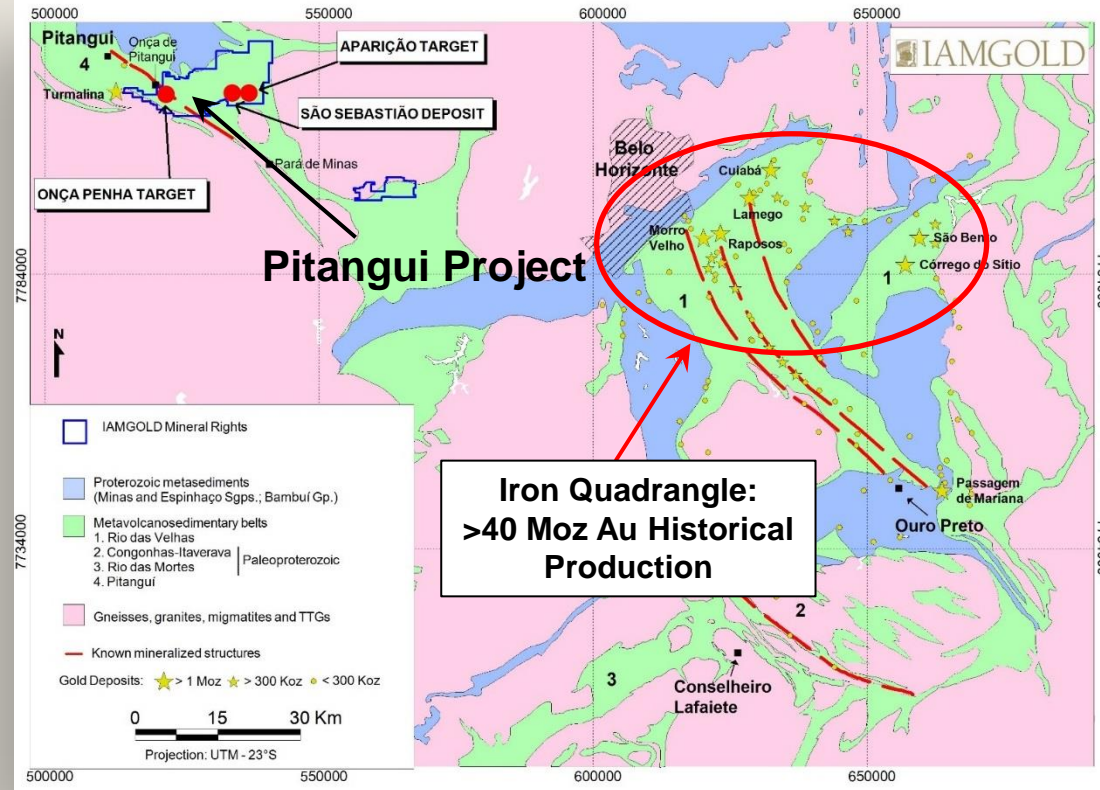 500000
550000
600000
650000
Pitangui
4
Onça de
Pitangui
Turmalina
APARIÇÃO TARGET
SÃO SEBASTIÃO DEPOSIT
Pará de Minas
ONÇA PENHA TARGET
Pitangui Project
IAMGOLD
Belo
Horizonte
Cuiabá
Lamego
Morro
Velho
Raposos
São Bento
Córrego do Sítio
1
1
7784000
N
IAMGOLD Mineral Rights
Proterozoic metasediments
(Minas and Espinhaço Sgps.; Bambuí Gp.)
Metavolcanosedimentary belts
1. Rio das Velhas
2. Congonhas-Itaverava
3. Rio das Mortes
4. Pitanguí
Paleoproterozoic
Gneisses, granites, migmatites and TTGs
Known mineralized structures
Gold Deposits: > 1 Moz > 300 Koz < 300 Koz
0 15 30 Km
Projection: UTM - 23°S
Iron Quadrangle:
>40 Moz Au Historical
Production
Passagem
de Mariana
Ouro Preto
7734000
2
3
Conselheiro
Lafaiete
500000
550000
600000
650000